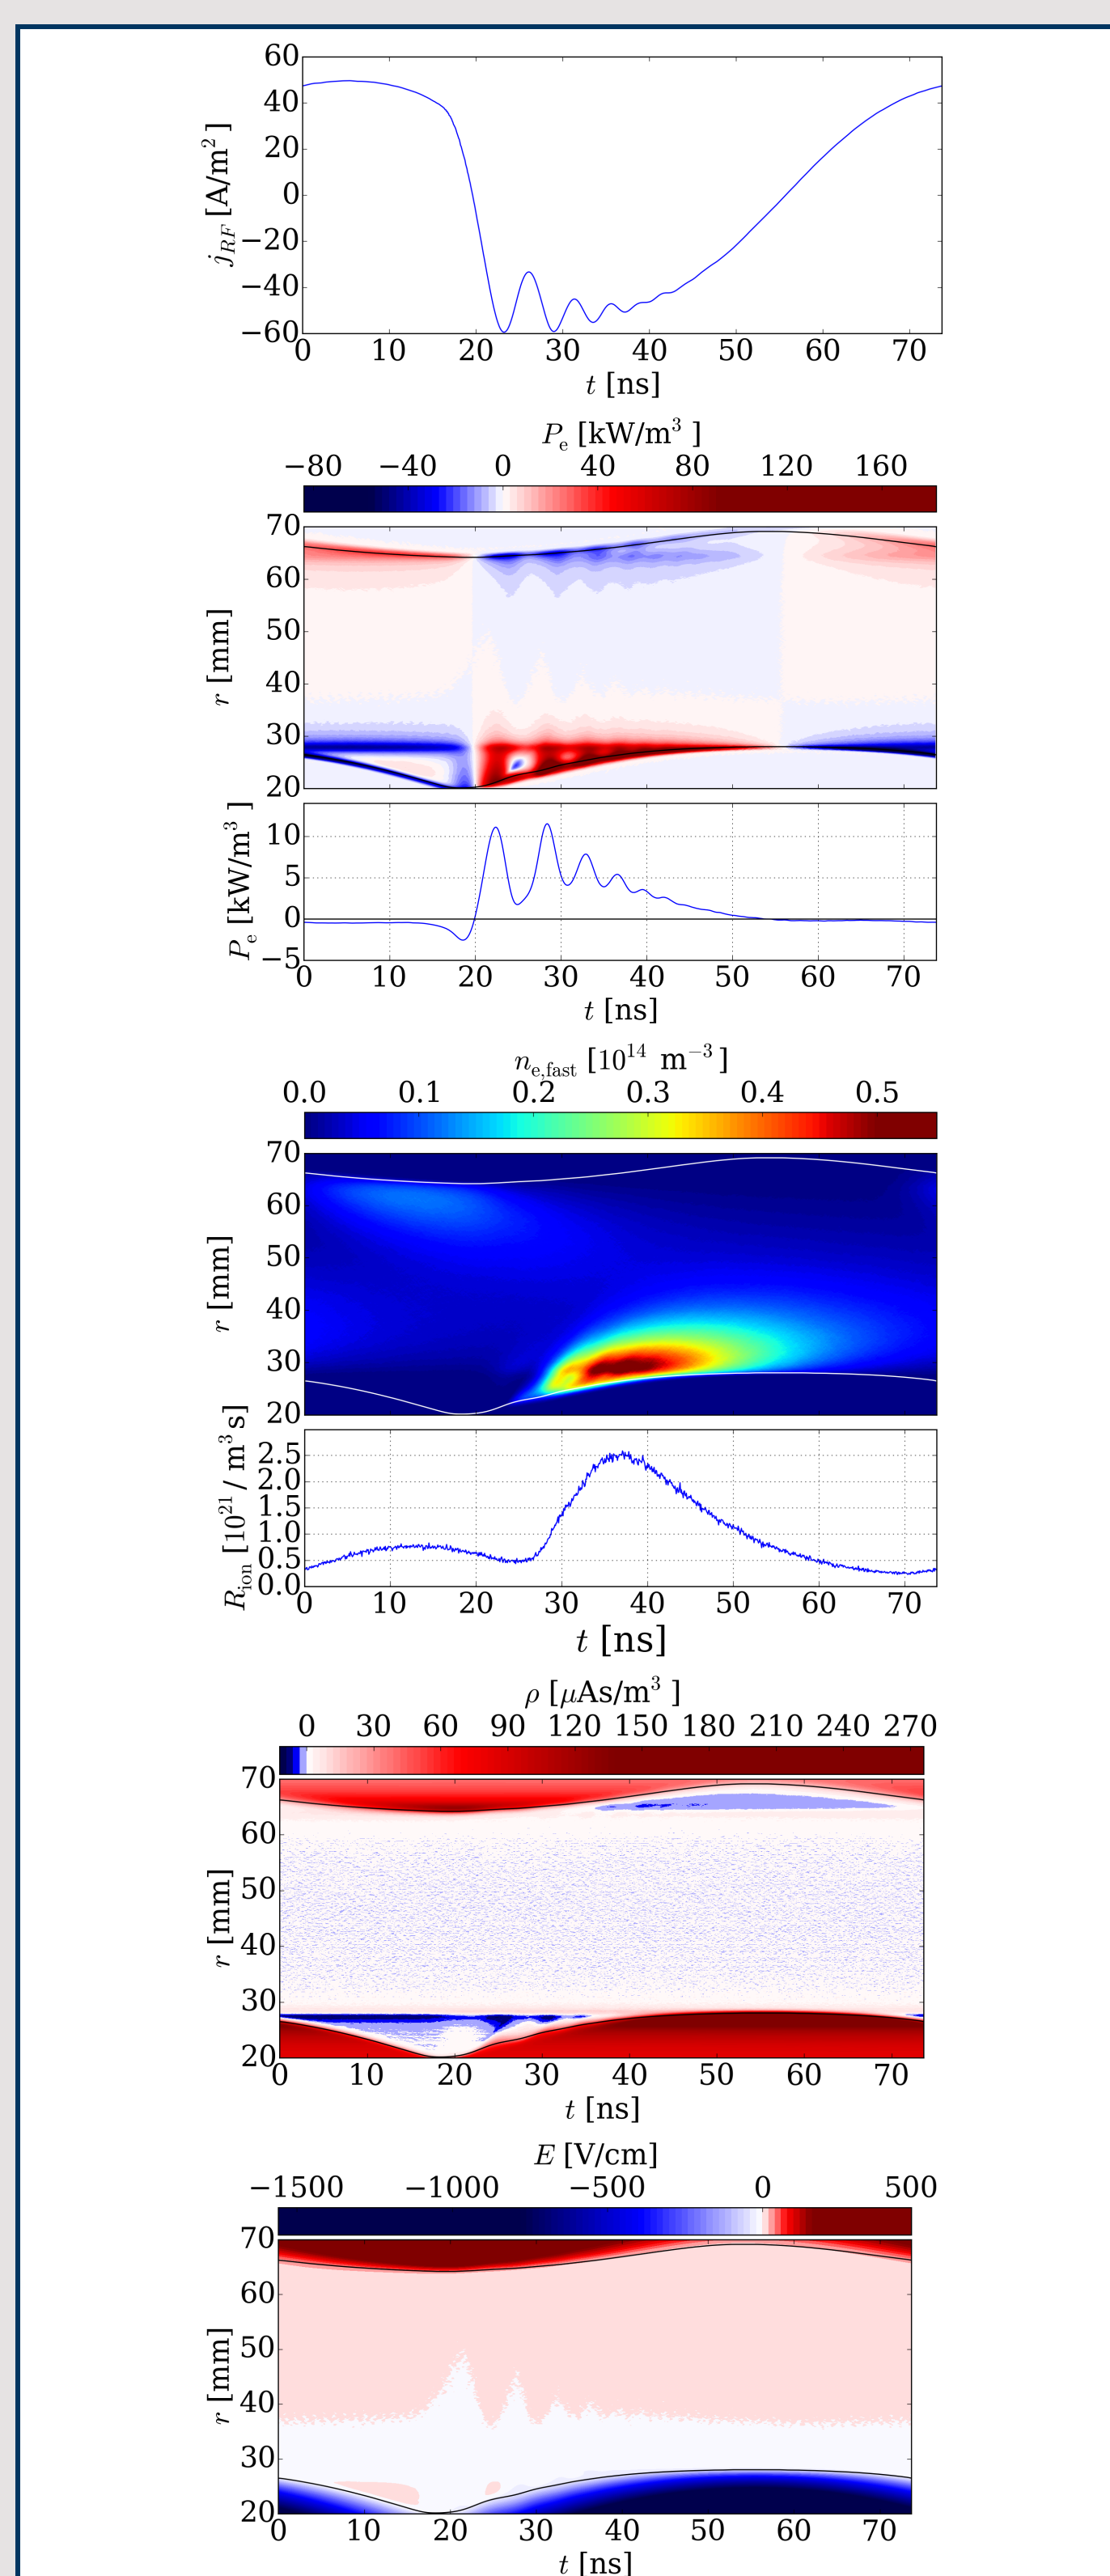 60
40
20
0
−20
−40
−60
j_RF [A/m²]
0 10 20 30 40 50 60 70
t [ns]
P_e [kW/m³ ]
−80 −40 0 40 80 120 160
70
60
50
40
30
20
r [mm]
10
5
0
−5
P_e [kW/m³ ]
0 10 20 30 40 50 60 70
t [ns]
n_e,fast [10¹⁴ m⁻³]
0.0 0.1 0.2 0.3 0.4 0.5
70
60
50
40
30
20
r [mm]
2.5
2.0
1.5
1.0
0.5
0.0
R_ion [10²¹/ m³ s]
0 10 20 30 40 50 60 70
t [ns]
ρ [μAs/m³ ]
0 30 60 90 120 150 180 210 240 270
70
60
50
40
30
20
r [mm]
0 10 20 30 40 50 60 70
t [ns]
E [V/cm]
−1500 −1000 −500 0 500
70
60
50
40
30
20
r [mm]
0 10 20 30 40 50 60 70
t [ns]